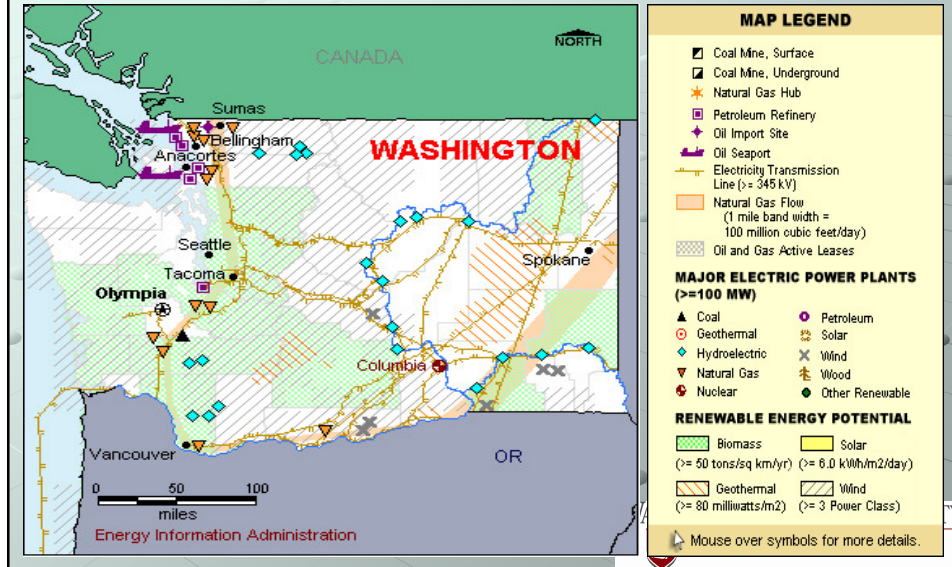 NORTH
CANADA
Sumas
Bellingham
WASHINGTON
Anacortes
Seattle
Spokane
Tacoma
Olympia
Columbia
Vancouver
OR
0 50 100
miles
Energy Information Administration
MAP LEGEND
Coal Mine, Surface
Coal Mine, Underground
Natural Gas Hub
Petroleum Refinery
Oil Import Site
Oil Seaport
Electricity Transmission
Line (>= 345 kV)
Natural Gas Flow
(1 mile band width =
100 million cubic feet/day)
Oil and Gas Active Leases
MAJOR ELECTRIC POWER PLANTS
(>=100 MW)
Coal Petroleum
Geothermal Solar
Hydroelectric Wind
Natural Gas Wood
Nuclear Other Renewable
RENEWABLE ENERGY POTENTIAL
Biomass Solar
(>= 50 tons/sq km/yr) (>= 6.0 kWh/m2/day)
Geothermal Wind
(>= 80 milliwatts/m2) (>= 3 Power Class)
Mouse over symbols for more details.